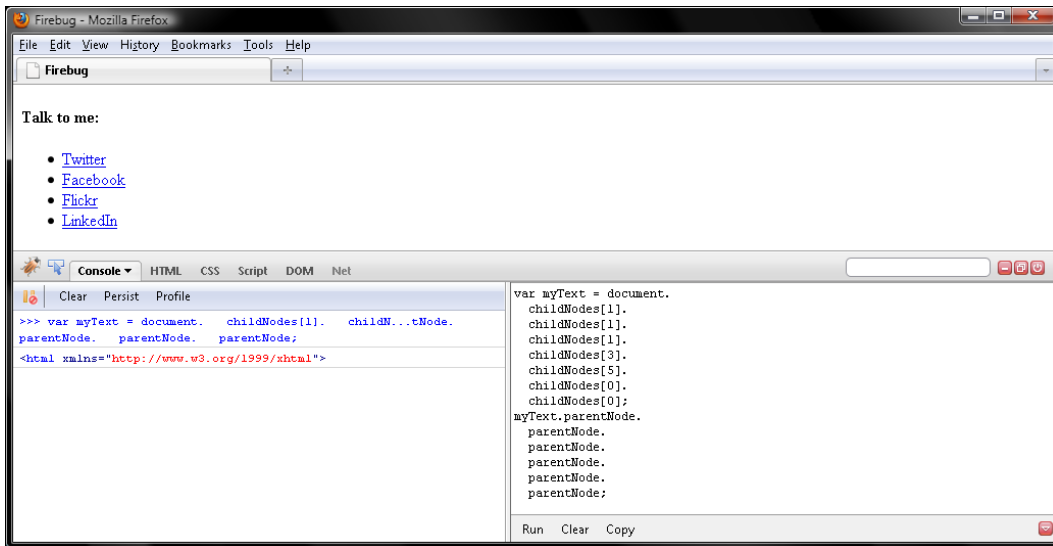 Firebug - Mozilla Firefox
File Edit View History Bookmarks Tools Help
Firebug
Talk to me:
• Twitter
• Facebook
• Flickr
• LinkedIn
Console HTML CSS Script DOM Net
Clear Persist Profile
>>> var myText = document. childNodes[1]. childN...tNode.
parentNode. parentNode. parentNode;
<html xmlns="http://www.w3.org/1999/xhtml">
var myText = document.
childNodes[1].
childNodes[1].
childNodes[1].
childNodes[3].
childNodes[5].
childNodes[0].
childNodes[0];
myText.parentNode.
parentNode.
parentNode.
parentNode.
parentNode.
parentNode;
Run Clear Copy